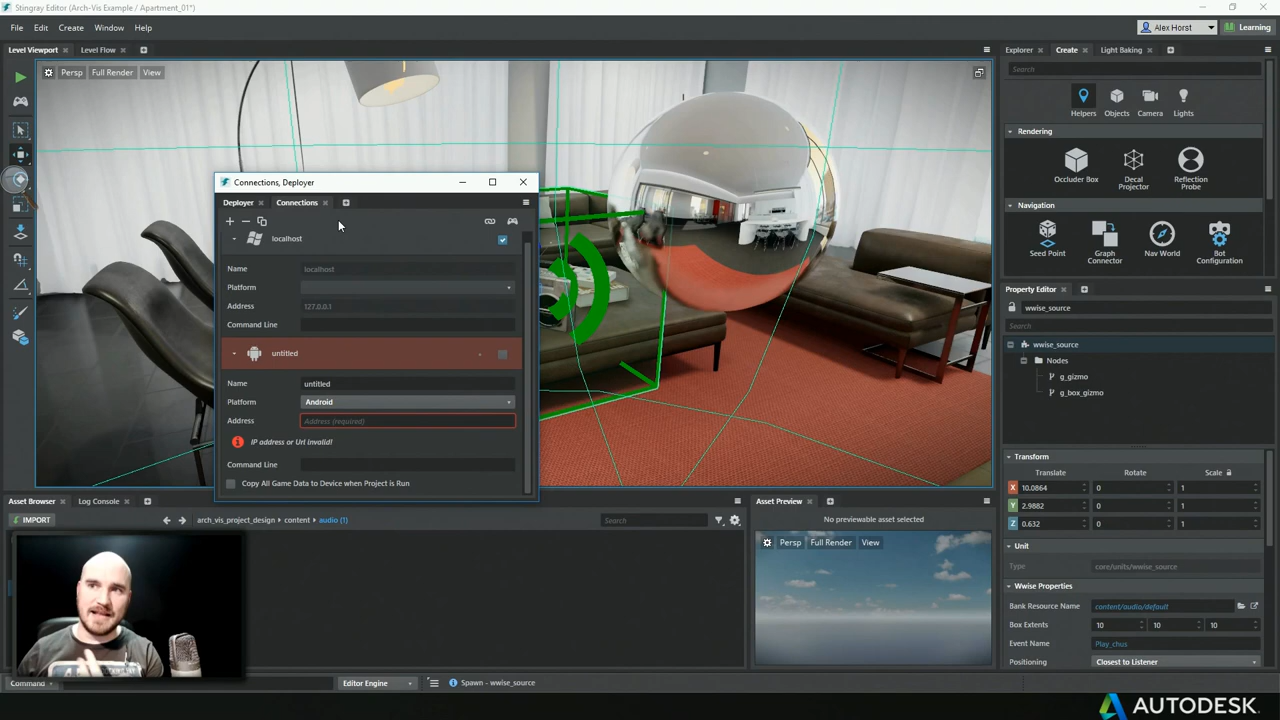 Stingray Editor (Arch-Vis Example / Apartment_01*)
File Edit Create Window Help
Alex Horst Learning
Level Viewport Level Flow
Explorer Create Light Baking
Persp Full Render View
Search
Helpers Objects Camera Lights
Rendering
Occluder Box Decal Projector Reflection Probe
Navigation
Seed Point Graph Connector Nav World Bot Configuration
Property Editor
wwise_source
Search
wwise_source
Nodes
g_gizmo
g_box_gizmo
Transform
Translate Rotate Scale
X 10.0864 0 1
Y 2.9882 0 1
Z 0.632 0 1
Unit
Type core/units/wwise_source
Wwise Properties
Bank Resource Name content/audio/default
Box Extents 10 10 10
Event Name Play_chus
Positioning Closest to Listener
Connections, Deployer
Deployer Connections
localhost
Name localhost
Platform
Address 127.0.0.1
Command Line
untitled
Name untitled
Platform Android
Address Address (required)
IP address or Url Invalid!
Command Line
Copy All Game Data to Device when Project is Run
Asset Browser Log Console
IMPORT arch_vis_project_design content audio (1) Search
Asset Preview
No previewable asset selected
Persp Full Render View
Command Editor Engine Spawn - wwise_source
AUTODESK.